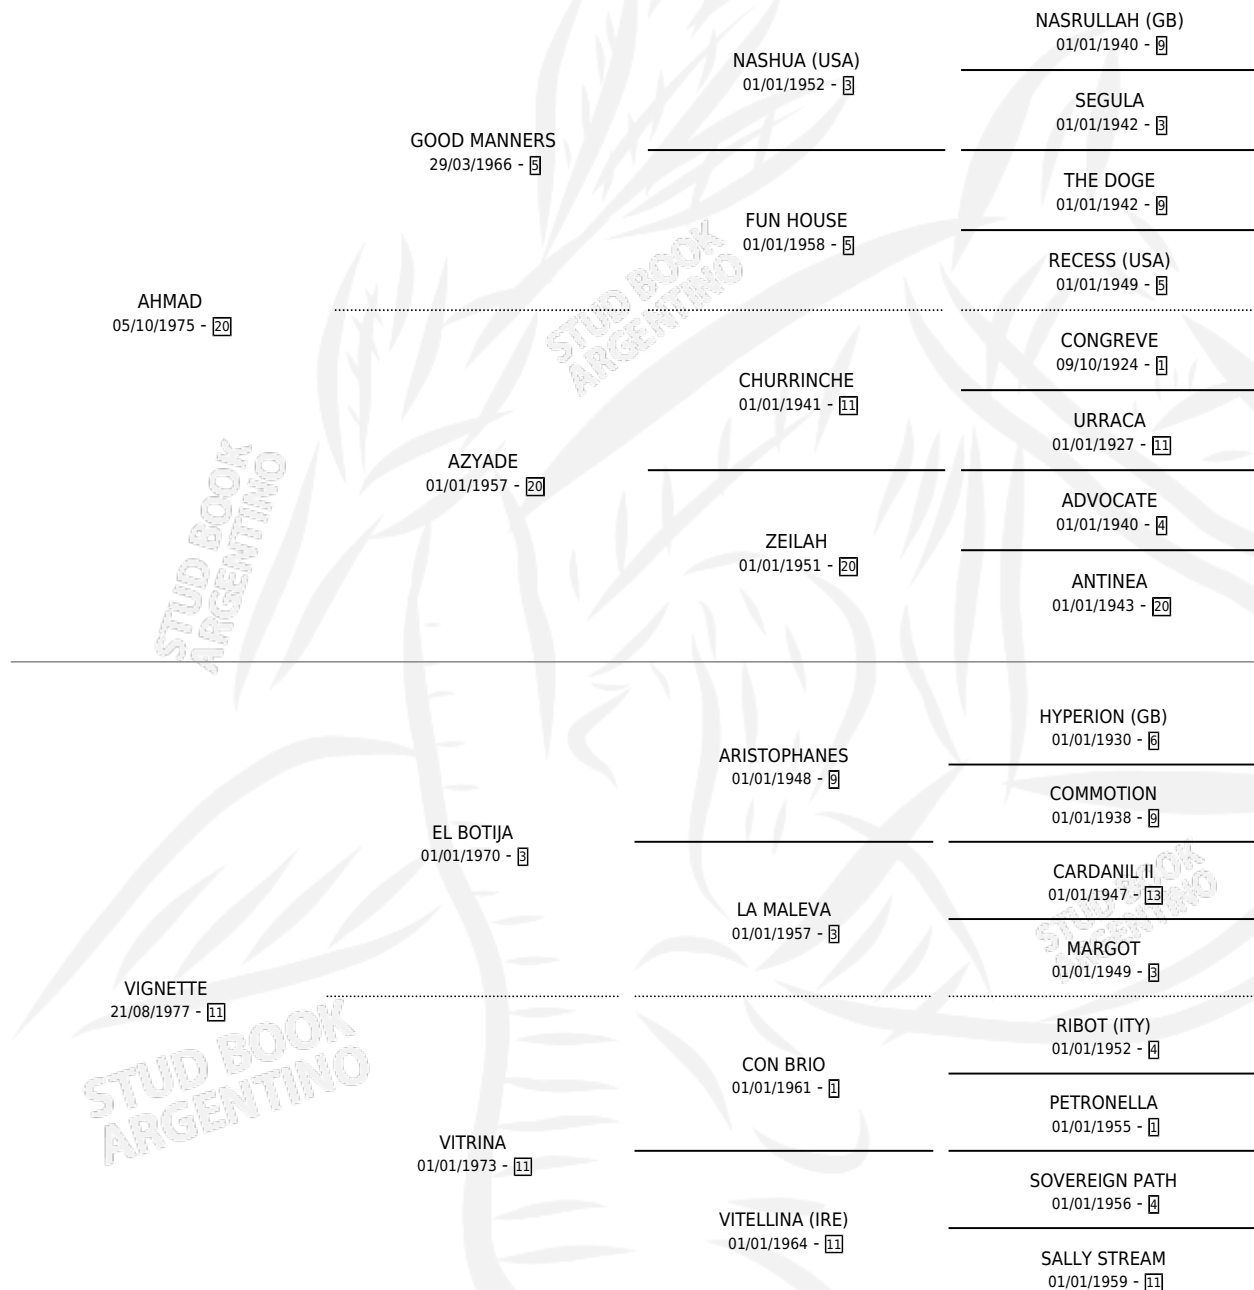 NASRULLAH (GB)
01/01/1940 - 9
NASHUA (USA)
01/01/1952 - 3
SEGULA
01/01/1942 - 3
GOOD MANNERS
29/03/1966 - 5
THE DOGE
01/01/1942 - 9
FUN HOUSE
01/01/1958 - 5
RECESS (USA)
01/01/1949 - 5
AHMAD
05/10/1975 - 20
CONGREVE
09/10/1924 - 1
CHURRINCHE
01/01/1941 - 11
URRACA
01/01/1927 - 11
AZYADE
01/01/1957 - 20
ADVOCATE
01/01/1940 - 4
ZEILAH
01/01/1951 - 20
ANTINEA
01/01/1943 - 20
HYPERION (GB)
01/01/1930 - 6
ARISTOPHANES
01/01/1948 - 9
COMMOTION
01/01/1938 - 9
EL BOTIJA
01/01/1970 - 3
CARDANIL II
01/01/1947 - 13
LA MALEVA
01/01/1957 - 3
MARGOT
01/01/1949 - 3
VIGNETTE
21/08/1977 - 11
RIBOT (ITY)
01/01/1952 - 4
CON BRIO
01/01/1961 - 1
PETRONELLA
01/01/1955 - 1
VITRINA
01/01/1973 - 11
SOVEREIGN PATH
01/01/1956 - 4
VITELLINA (IRE)
01/01/1964 - 11
SALLY STREAM
01/01/1959 - 11
STUD BOOK
ARGENTINO
STUD BOOK
ARGENTINO
STUD BOOK
ARGENTINO
STUD BOOK
ARGENTINO